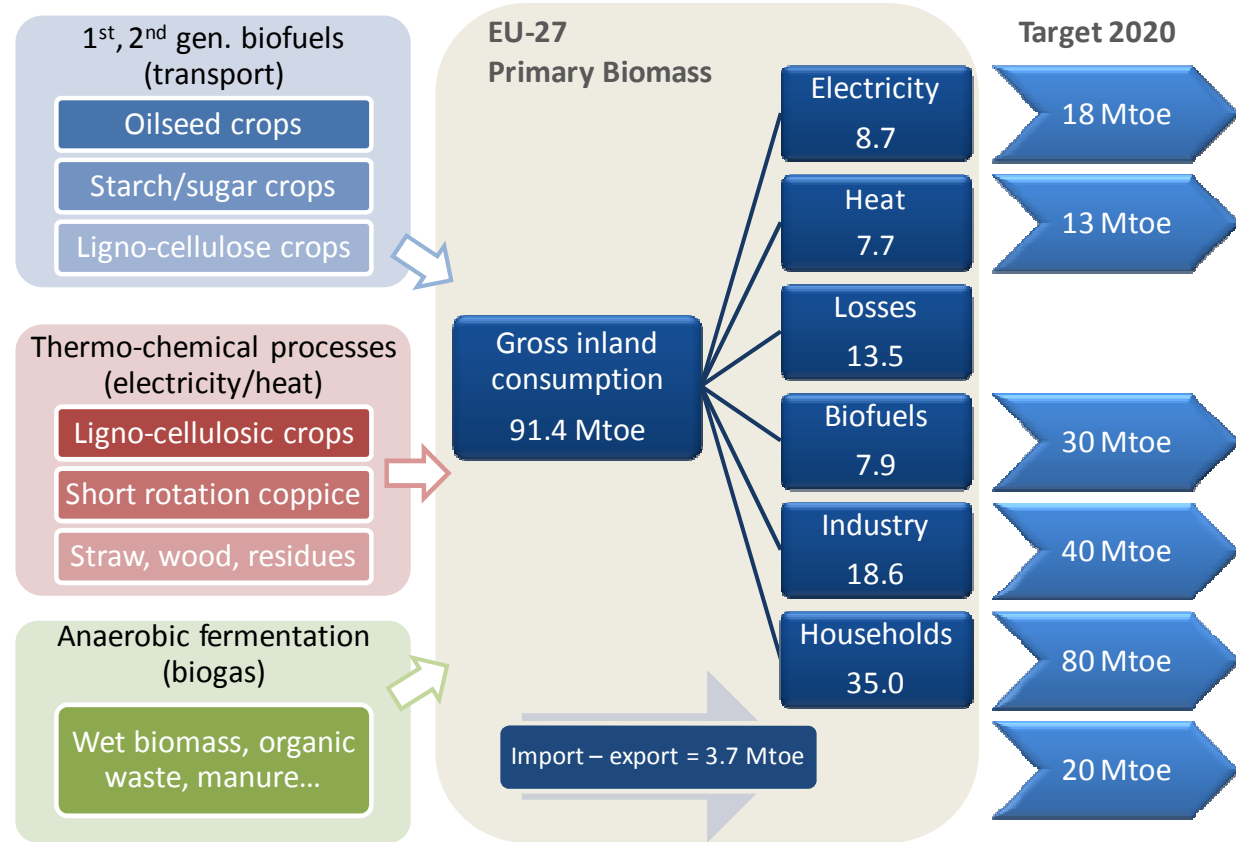 1st, 2nd gen. biofuels
(transport)
Oilseed crops
Starch/sugar crops
Ligno-cellulose crops
Thermo-chemical processes
(electricity/heat)
Ligno-cellulosic crops
Short rotation coppice
Straw, wood, residues
Anaerobic fermentation
(biogas)
Wet biomass, organic
waste, manure...
EU-27
Primary Biomass
Gross inland
consumption
91.4 Mtoe
Electricity
8.7
Heat
7.7
Losses
13.5
Biofuels
7.9
Industry
18.6
Households
35.0
Import – export = 3.7 Mtoe
Target 2020
18 Mtoe
13 Mtoe
30 Mtoe
40 Mtoe
80 Mtoe
20 Mtoe